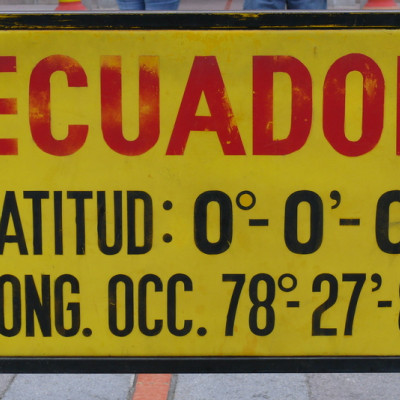 ECUADO
ATITUD: 0°-0'-0
ONG. OCC. 78°-27'-